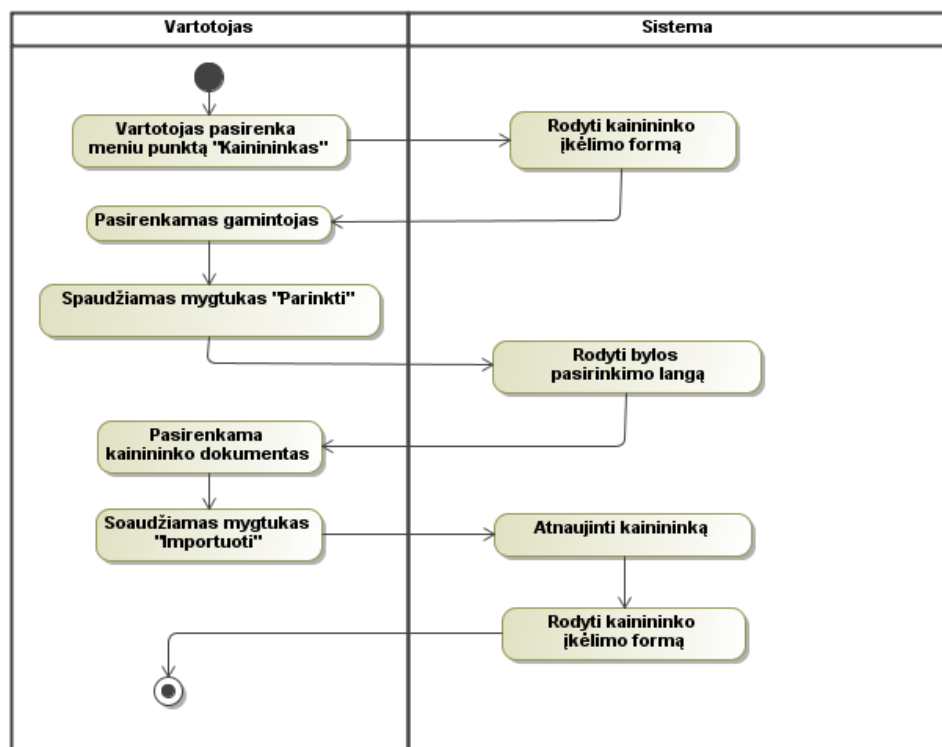 Vartotojas
Sistema
Vartotojas pasirenka
meniu punktą "Kainininkas"
Rodyti kainininko
įkėlimo formą
Pasirenkamas gamintojas
Spaudžiamas mygtukas "Parinkti"
Rodyti bylos
pasirinkimo langą
Pasirenkama
kainininko dokumentas
Soaudžiamas mygtukas
"Importuoti"
Atnaujinti kainininką
Rodyti kainininko
įkėlimo formą